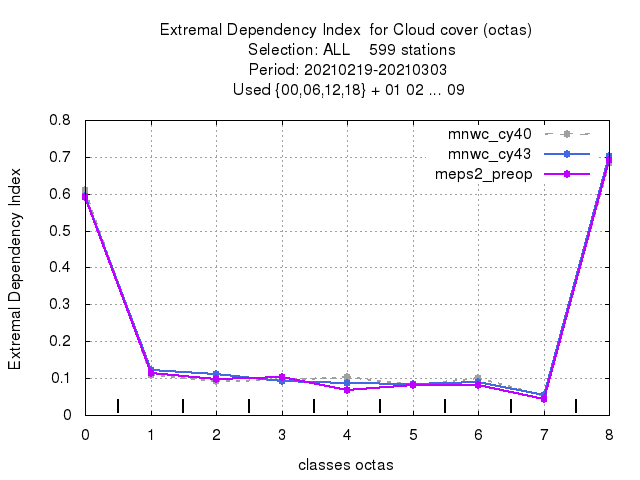 Extremal Dependency Index  for Cloud cover (octas)
Selection: ALL    599 stations
Period: 20210219-20210303
Used {00,06,12,18} + 01 02 ... 09
mnwc_cy40
mnwc_cy43
meps2_preop
Extremal Dependency Index
0.8
0.7
0.6
0.5
0.4
0.3
0.2
0.1
0
0 1 2 3 4 5 6 7 8
classes octas